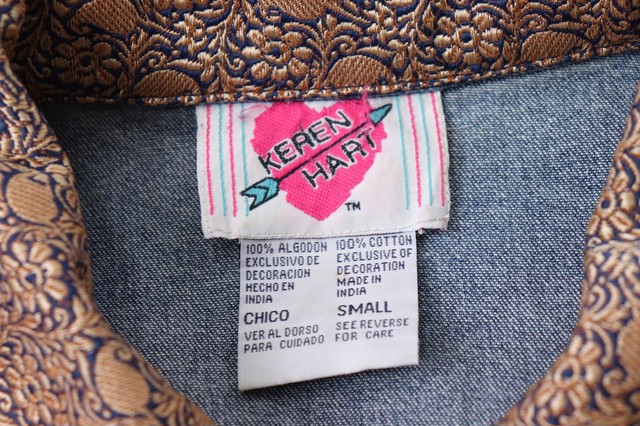 KEREN
HART
TM
100% ALGODON
EXCLUSIVO DE
DECORACION
HECHO EN
INDIA
CHICO
VER AL DORSO
PARA CUIDADO
100% COTTON
EXCLUSIVE OF
DECORATION
MADE IN
INDIA
SMALL
SEE REVERSE
FOR CARE